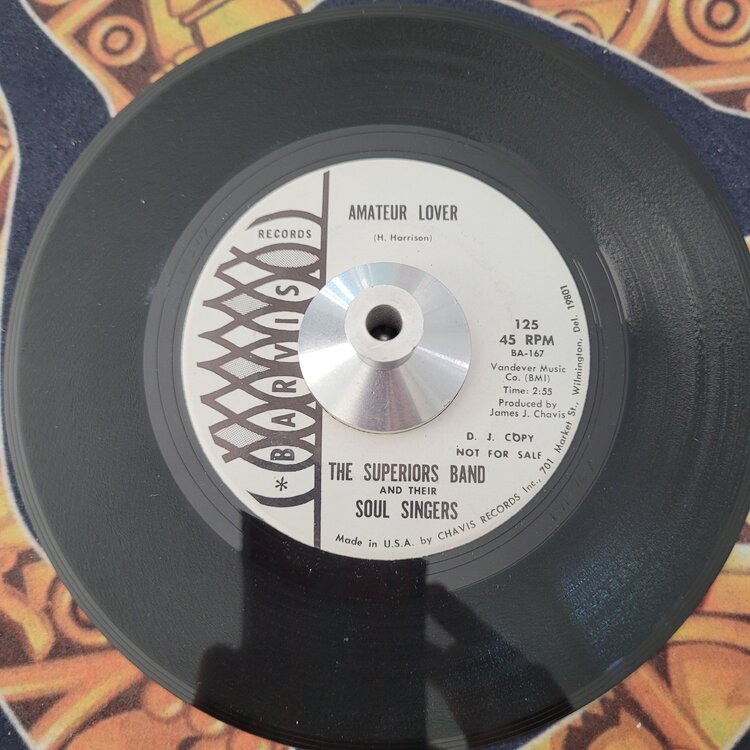 AMATEUR LOVER
(H. Harrison)
RECORDS
* BARVIS
125
45 RPM
BA-167
Vandever Music
Co. (BMI)
Time: 2:55
Produced by
James J. Chavis
D. J. COPY
NOT FOR SALE
THE SUPERIORS BAND
AND THEIR
SOUL SINGERS
Made in U.S.A. by CHAVIS RECORDS Inc., 701 Market St., Wilmington, Del. 19801